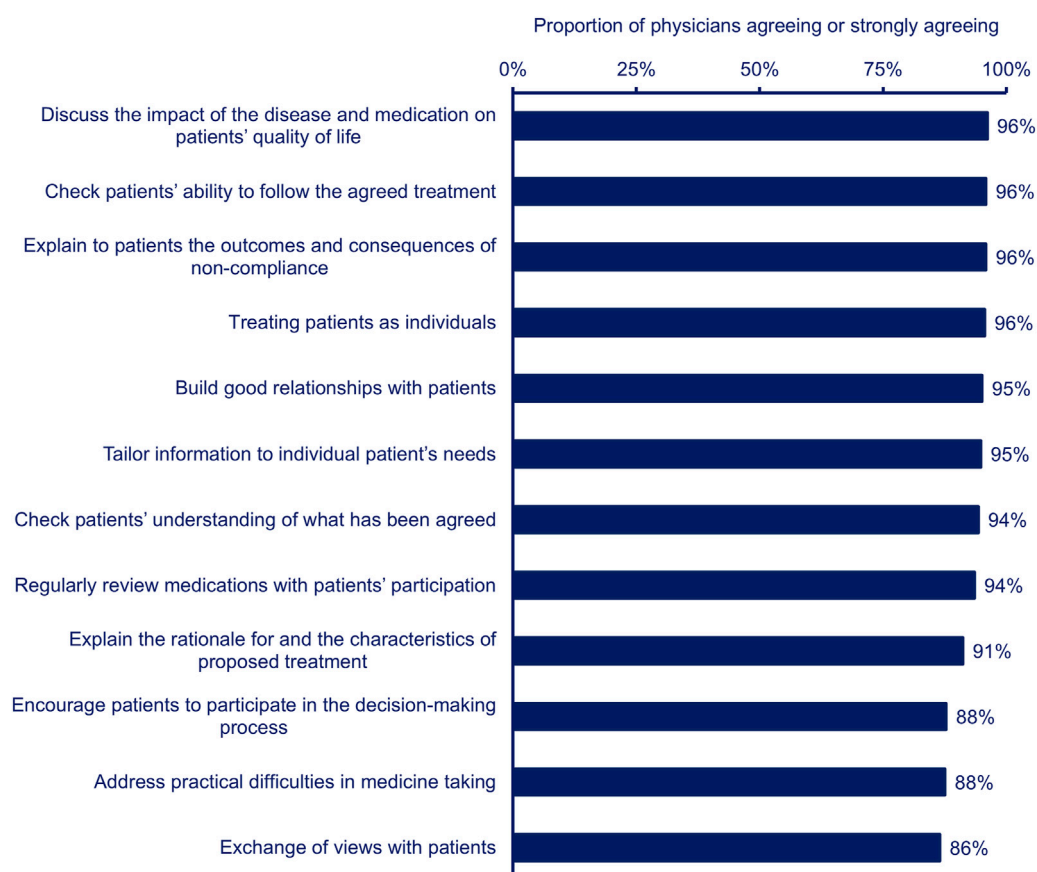 Proportion of physicians agreeing or strongly agreeing
0% 25% 50% 75% 100%
Discuss the impact of the disease and medication on
patients’ quality of life
96%
Check patients’ ability to follow the agreed treatment
96%
Explain to patients the outcomes and consequences of
non-compliance
96%
Treating patients as individuals
96%
Build good relationships with patients
95%
Tailor information to individual patient’s needs
95%
Check patients’ understanding of what has been agreed
94%
Regularly review medications with patients’ participation
94%
Explain the rationale for and the characteristics of
proposed treatment
91%
Encourage patients to participate in the decision-making
process
88%
Address practical difficulties in medicine taking
88%
Exchange of views with patients
86%